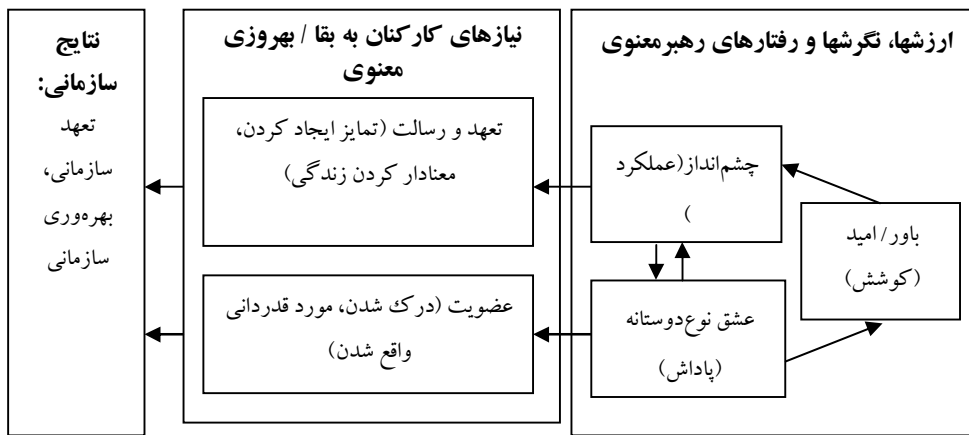 ارزشها، نگرشها و رفتارهای رهبرمعنوی
باور/ امید
(کوشش)
چشم‌انداز(عملکرد
)
عشق نوع‌دوستانه
(پاداش)
نیازهای کارکنان به بقا / بهروزی
معنوی
تعهد و رسالت (تمایز ایجاد کردن،
معنادار کردن زندگی)
عضویت (درك شدن، مورد قدردانی
واقع شدن)
نتایج
سازمانی:
تعهد
سازمانی،
بهره‌وری
سازمانی